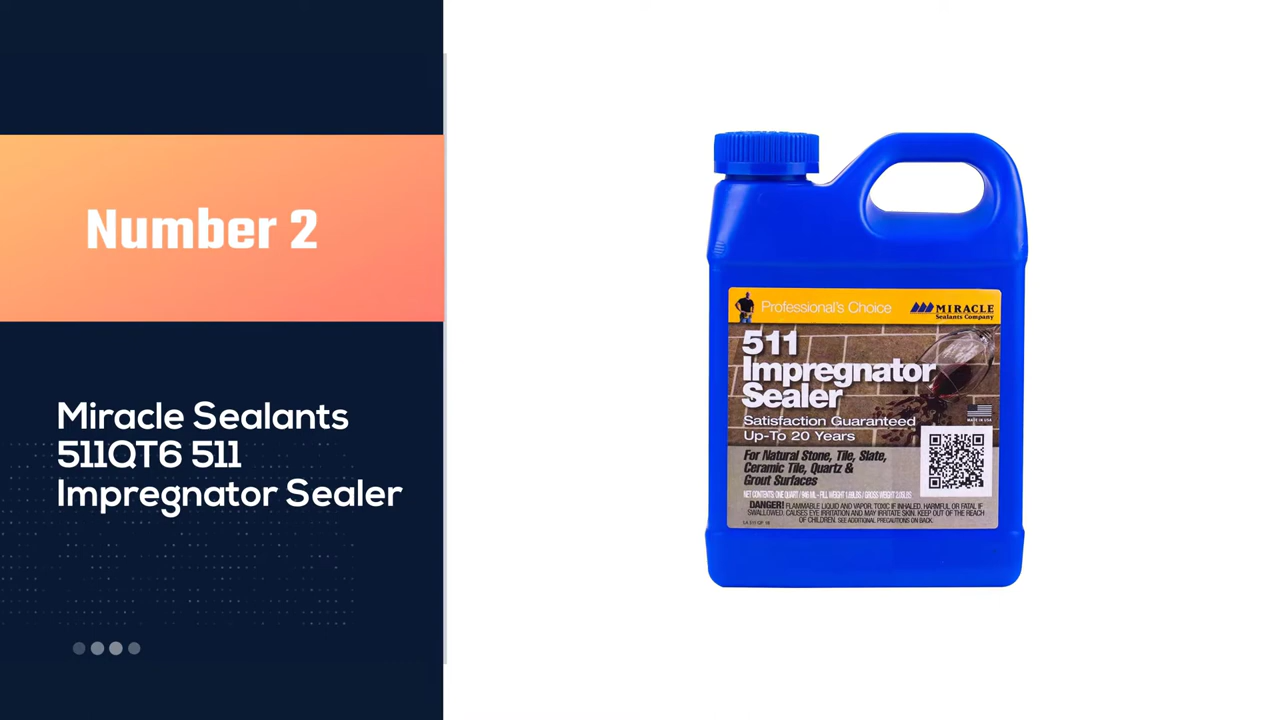 Number 2
Miracle Sealants
511QT6 511
Impregnator Sealer
Professional's Choice
MIRACLE
Sealants Company
511
Impregnator
Sealer
Satisfaction Guaranteed
Up-To 20 Years
MADE IN USA
For Natural Stone, Tile, Slate,
Ceramic Tile, Quartz &
Grout Surfaces
DANGER! FLAMMABLE LIQUID AND VAPOR. TOXIC IF INHALED. HARMFUL OR FATAL IF
SWALLOWED. CAUSES EYE IRRITATION AND MAY IRRITATE SKIN. KEEP OUT OF THE REACH
OF CHILDREN. SEE ADDITIONAL PRECAUTIONS ON BACK.